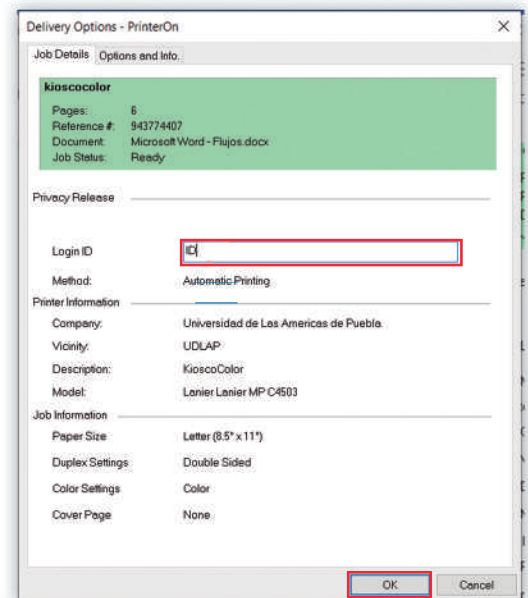 Delivery Options - PrinterOn
Job Details Options and Info.
kioscocolor
Pages: 6
Reference #: 943774407
Document: Microsoft Word - Flujos.docx
Job Status: Ready
Privacy Release
Login ID ID
Method: Automatic Printing
Printer Information
Company: Universidad de Las Americas de Puebla
Vicinity: UDLAP
Description: KioscoColor
Model: Lanier Lanier MP C4503
Job Information
Paper Size Letter (8.5" x 11")
Duplex Settings Double Sided
Color Settings Color
Cover Page None
OK Cancel